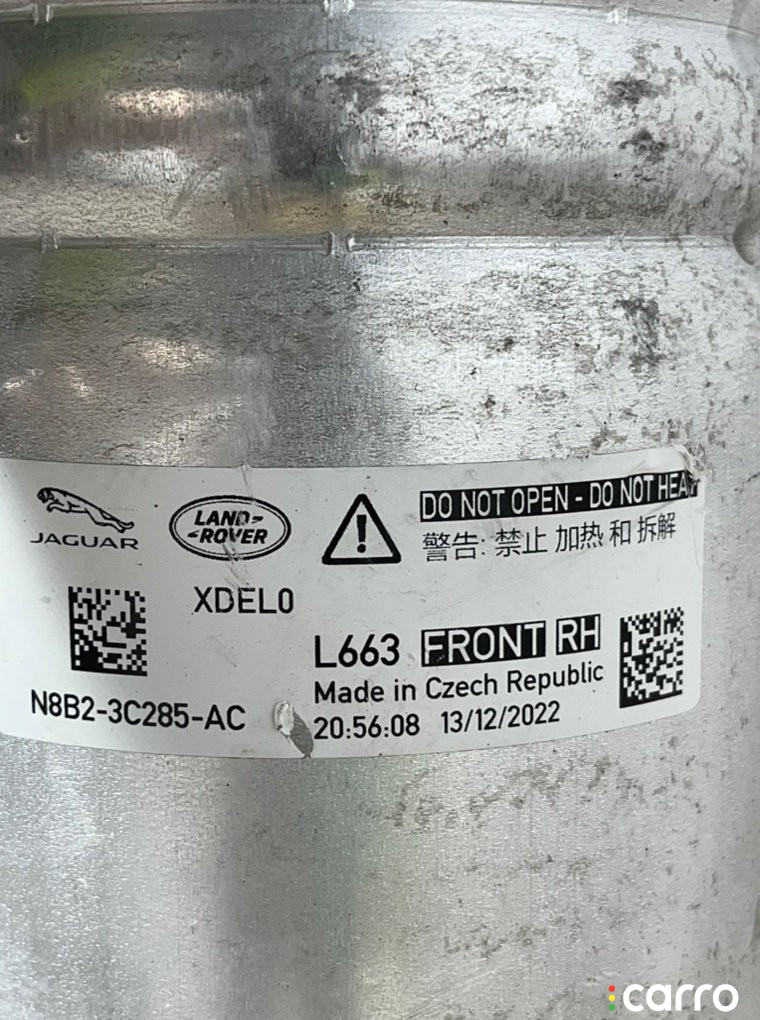 JAGUAR
LAND-
-ROVER
DO NOT OPEN - DO NOT HEAT
警告: 禁止 加热 和 拆解
XDEL0
L663 FRONT RH
Made in Czech Republic
N8B2-3C285-AC
20:56:08 13/12/2022
carro